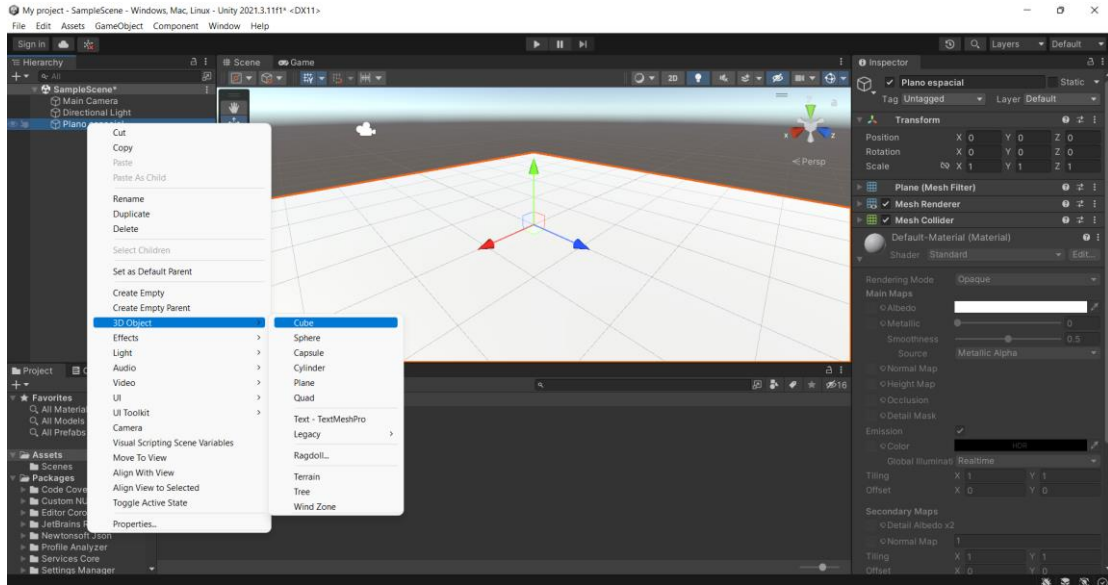 My project - SampleScene - Windows, Mac, Linux - Unity 2021.3.11f1* <DX11>
File Edit Assets GameObject Component Window Help
Sign in
Layers Default
Hierarchy
All
SampleScene*
Main Camera
Directional Light
Plano espacial
Cut
Copy
Paste
Paste As Child
Rename
Duplicate
Delete
Select Children
Set as Default Parent
Create Empty
Create Empty Parent
3D Object
Effects
Light
Audio
Video
UI
UI Toolkit
Camera
Visual Scripting Scene Variables
Move To View
Align With View
Align View to Selected
Toggle Active State
Properties...
Cube
Sphere
Capsule
Cylinder
Plane
Quad
Text - TextMeshPro
Legacy
Ragdoll...
Terrain
Tree
Wind Zone
Scene Game
2D
z
Persp
16
Project
Favorites
All Materia
All Models
All Prefabs
Assets
Scenes
Packages
Code Cove
Custom NU
Editor Coro
JetBrains R
Newtonsoft Json
Profile Analyzer
Services Core
Settings Manager
Inspector
Plano espacial Static
Tag Untagged Layer Default
Transform
Position X 0 Y 0 Z 0
Rotation X 0 Y 0 Z 0
Scale X 1 Y 1 Z 1
Plane (Mesh Filter)
Mesh Renderer
Mesh Collider
Default-Material (Material)
Shader Standard Edit...
Rendering Mode Opaque
Main Maps
Albedo
Metallic 0
Smoothness 0.5
Source Metallic Alpha
Normal Map
Height Map
Occlusion
Detail Mask
Emission
Color HDR
Global Illuminati Realtime
Tiling X 1 Y 1
Offset X 0 Y 0
Secondary Maps
Detail Albedo x2
Normal Map 1
Tiling X 1 Y 1
Offset X 0 Y 0